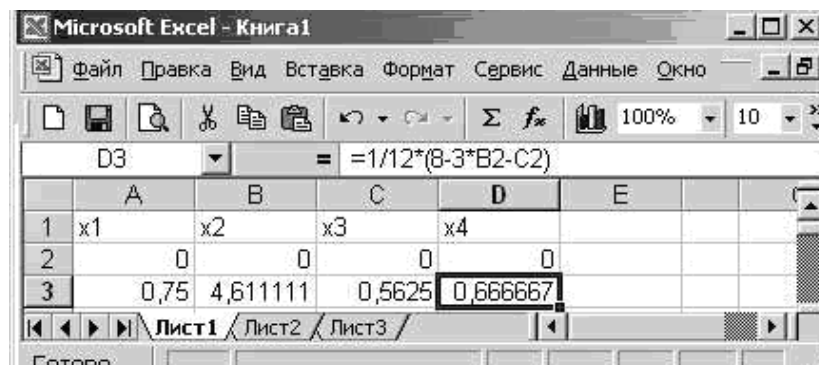 Microsoft Excel - Книга1
Файл Правка Вид Вставка Формат Сервис Данные Окно
Σ fx 100% 10
D3 = =1/12*(8-3*B2-C2)
A B C D E
1 x1 x2 x3 x4
2 0 0 0 0
3 0,75 4,611111 0,5625 0,666667
Лист1 Лист2 Лист3